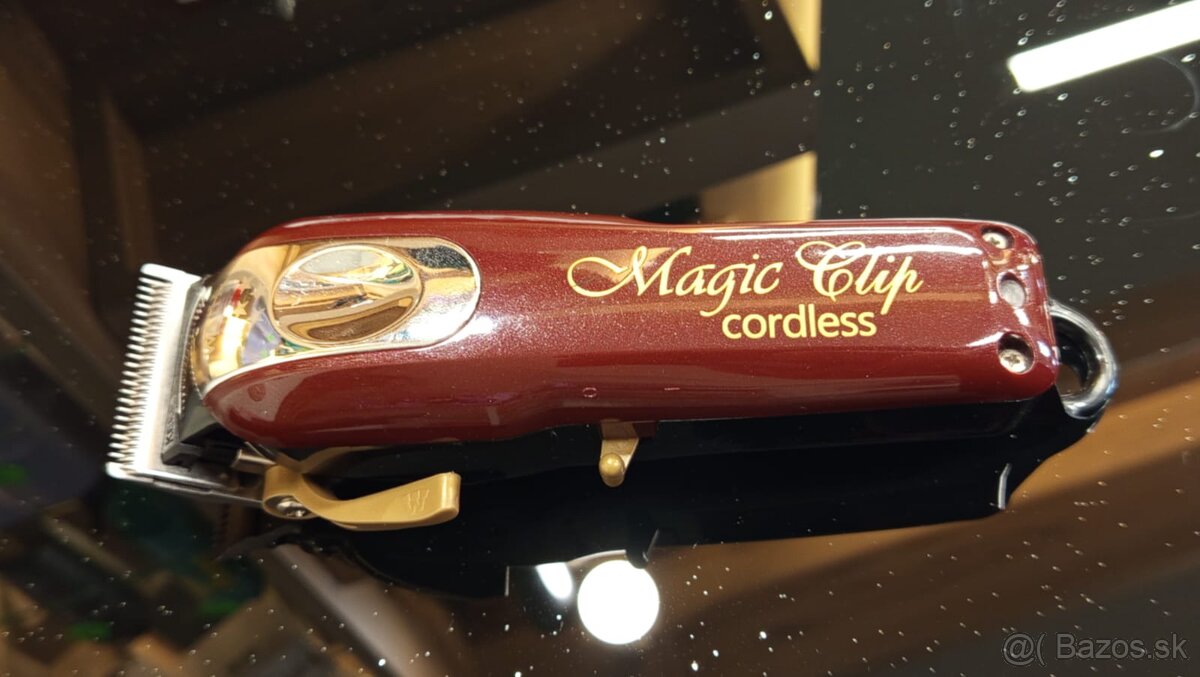 Magic Clip
cordless
W
@( Bazos.sk